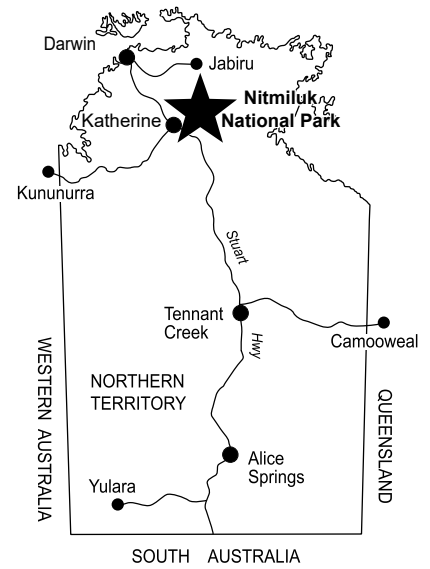 Darwin
Jabiru
Nitmiluk
National Park
Katherine
Kununurra
Stuart
Tennant
Creek
Camooweal
Hwy
WESTERN AUSTRALIA
NORTHERN
TERRITORY
QUEENSLAND
Alice
Springs
Yulara
SOUTH AUSTRALIA